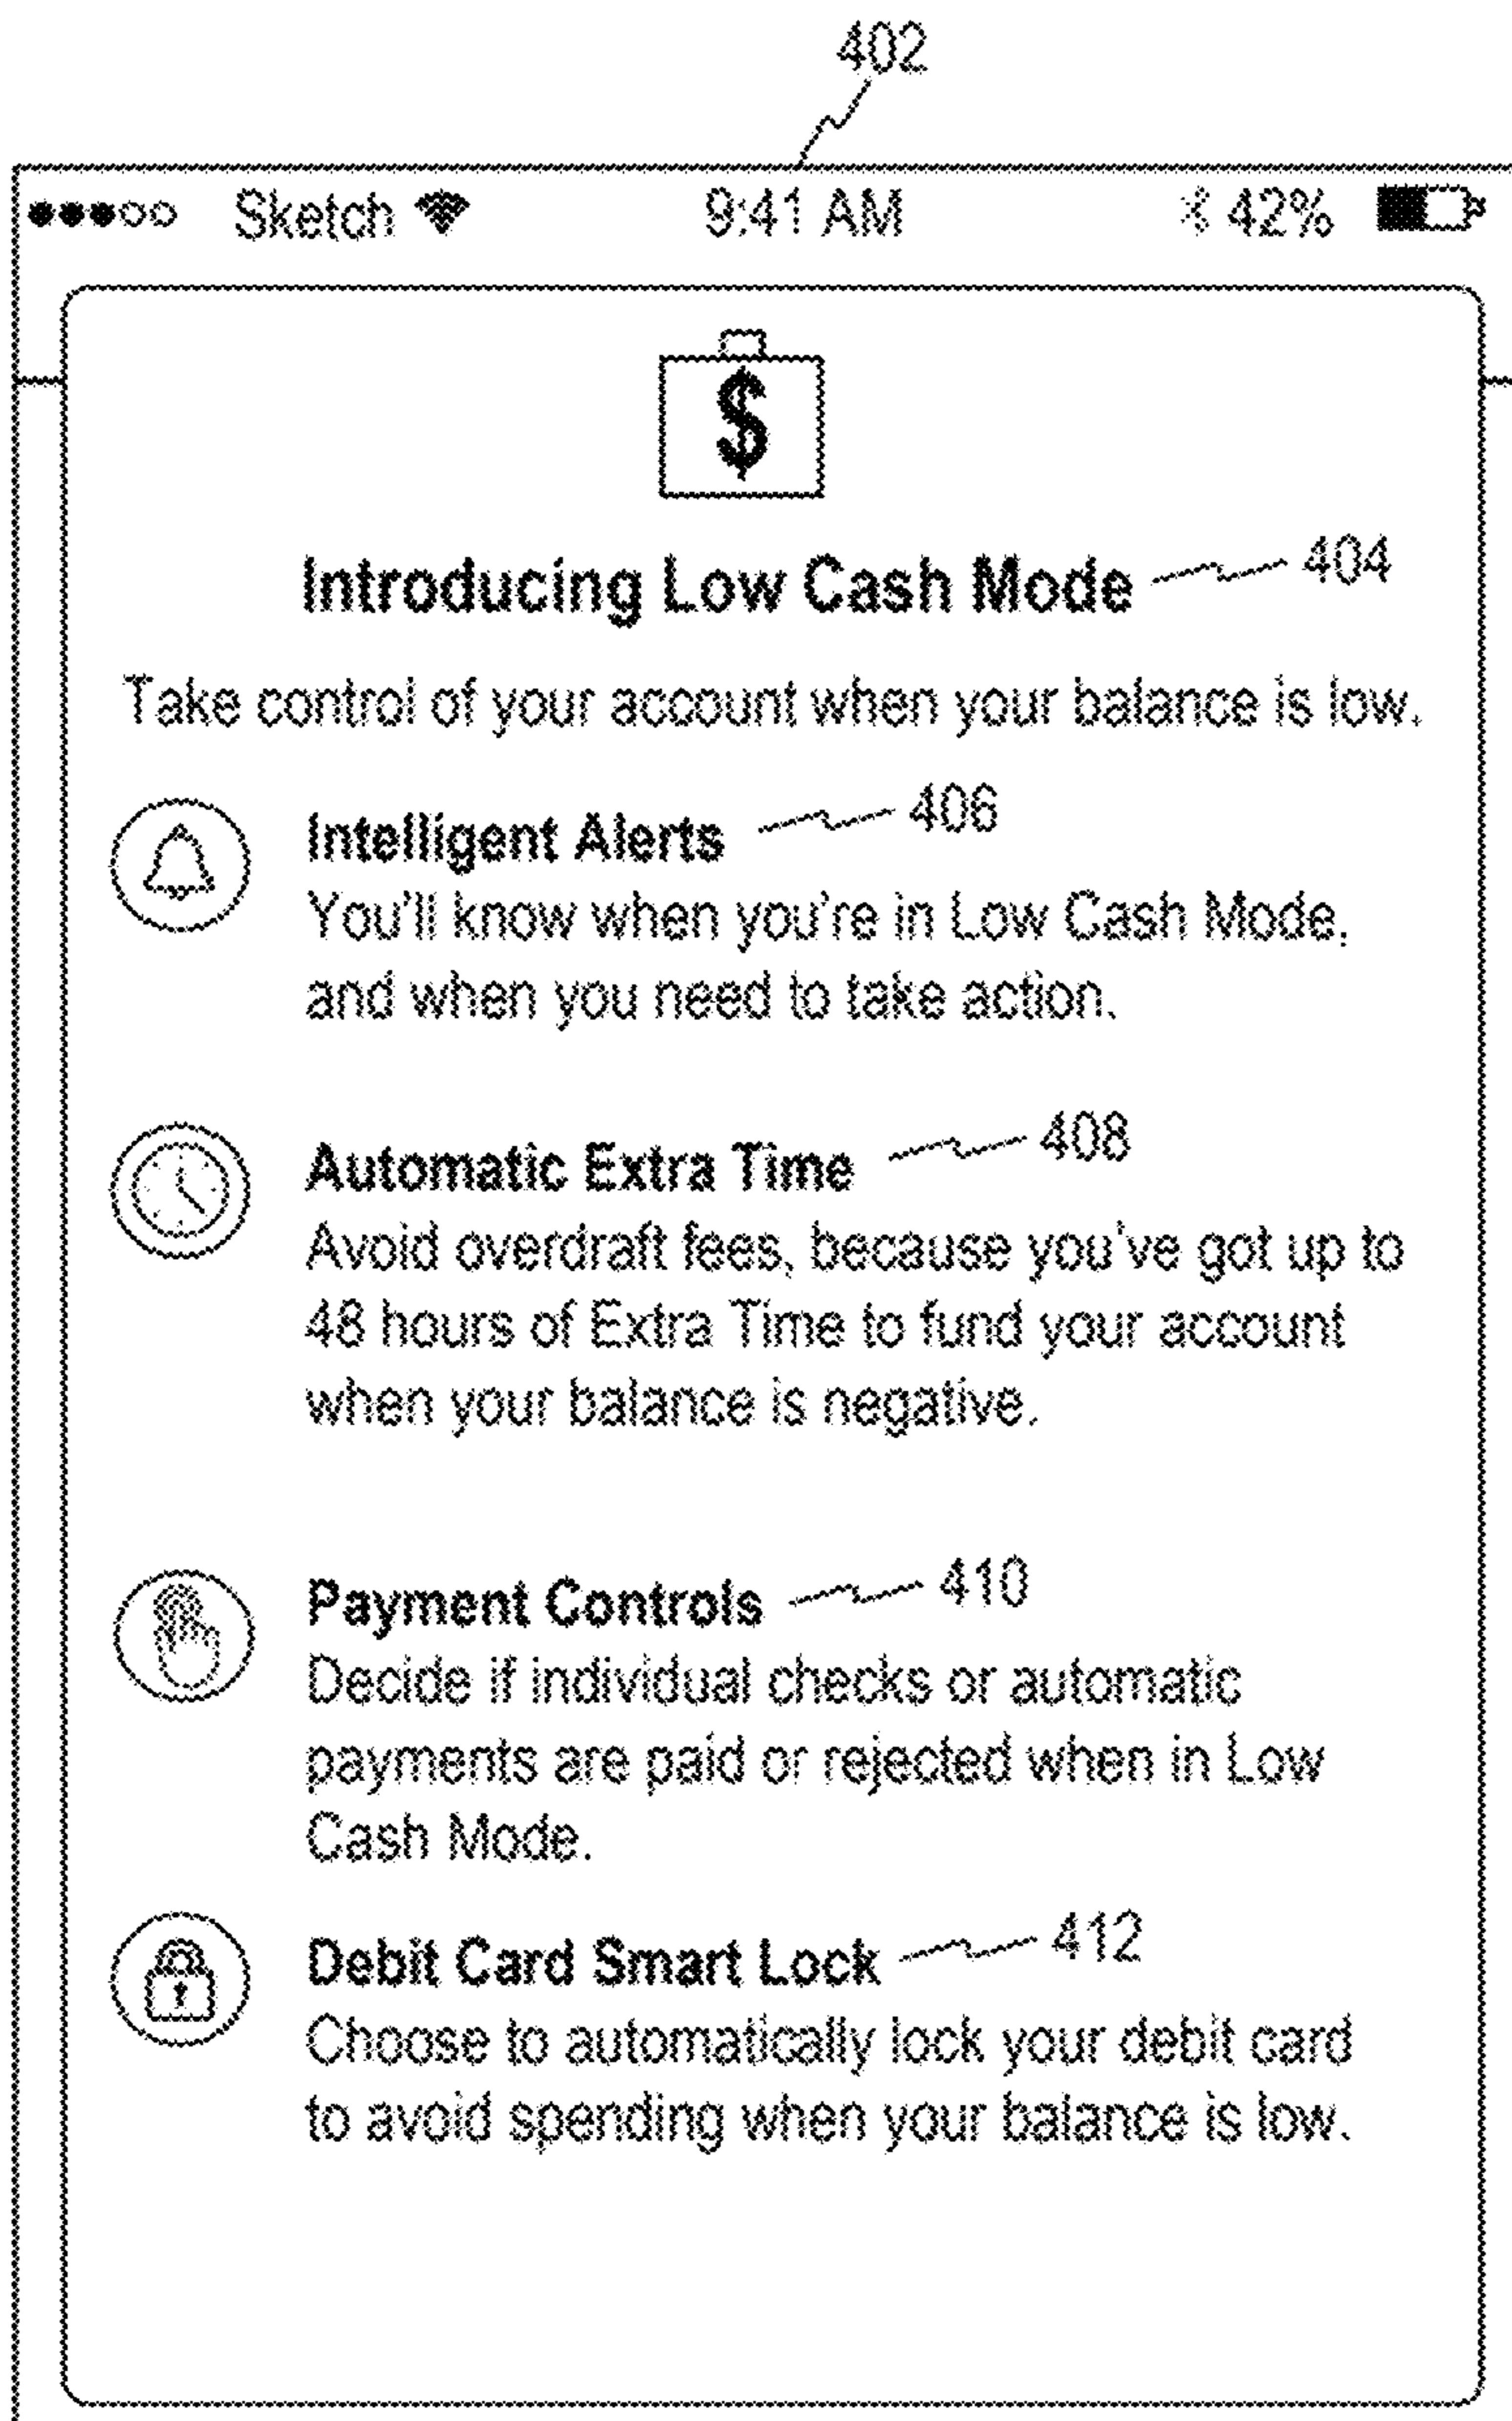 402
Sketch 9:41 AM 42%
$
Introducing Low Cash Mode 404
Take control of your account when your balance is low.
Intelligent Alerts 406
You'll know when you're in Low Cash Mode,
and when you need to take action.
Automatic Extra Time 408
Avoid overdraft fees, because you've got up to
48 hours of Extra Time to fund your account
when your balance is negative.
Payment Controls 410
Decide if individual checks or automatic
payments are paid or rejected when in Low
Cash Mode.
Debit Card Smart Lock 412
Choose to automatically lock your debit card
to avoid spending when your balance is low.